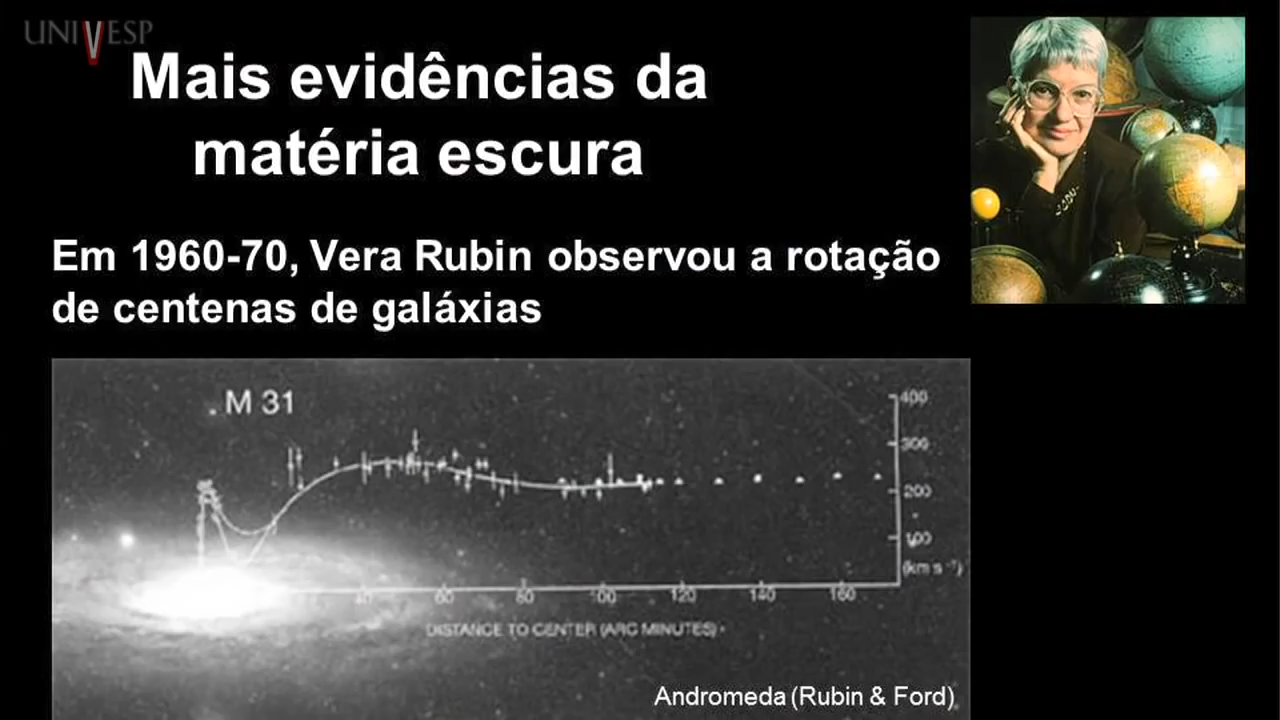 UNIVESP
Mais evidências da
matéria escura
Em 1960-70, Vera Rubin observou a rotação
de centenas de galáxias
M 31
400
300
200
100
(km s⁻¹)
40 60 80 100 120 140 160
DISTANCE TO CENTER (ARC MINUTES)
Andromeda (Rubin & Ford)